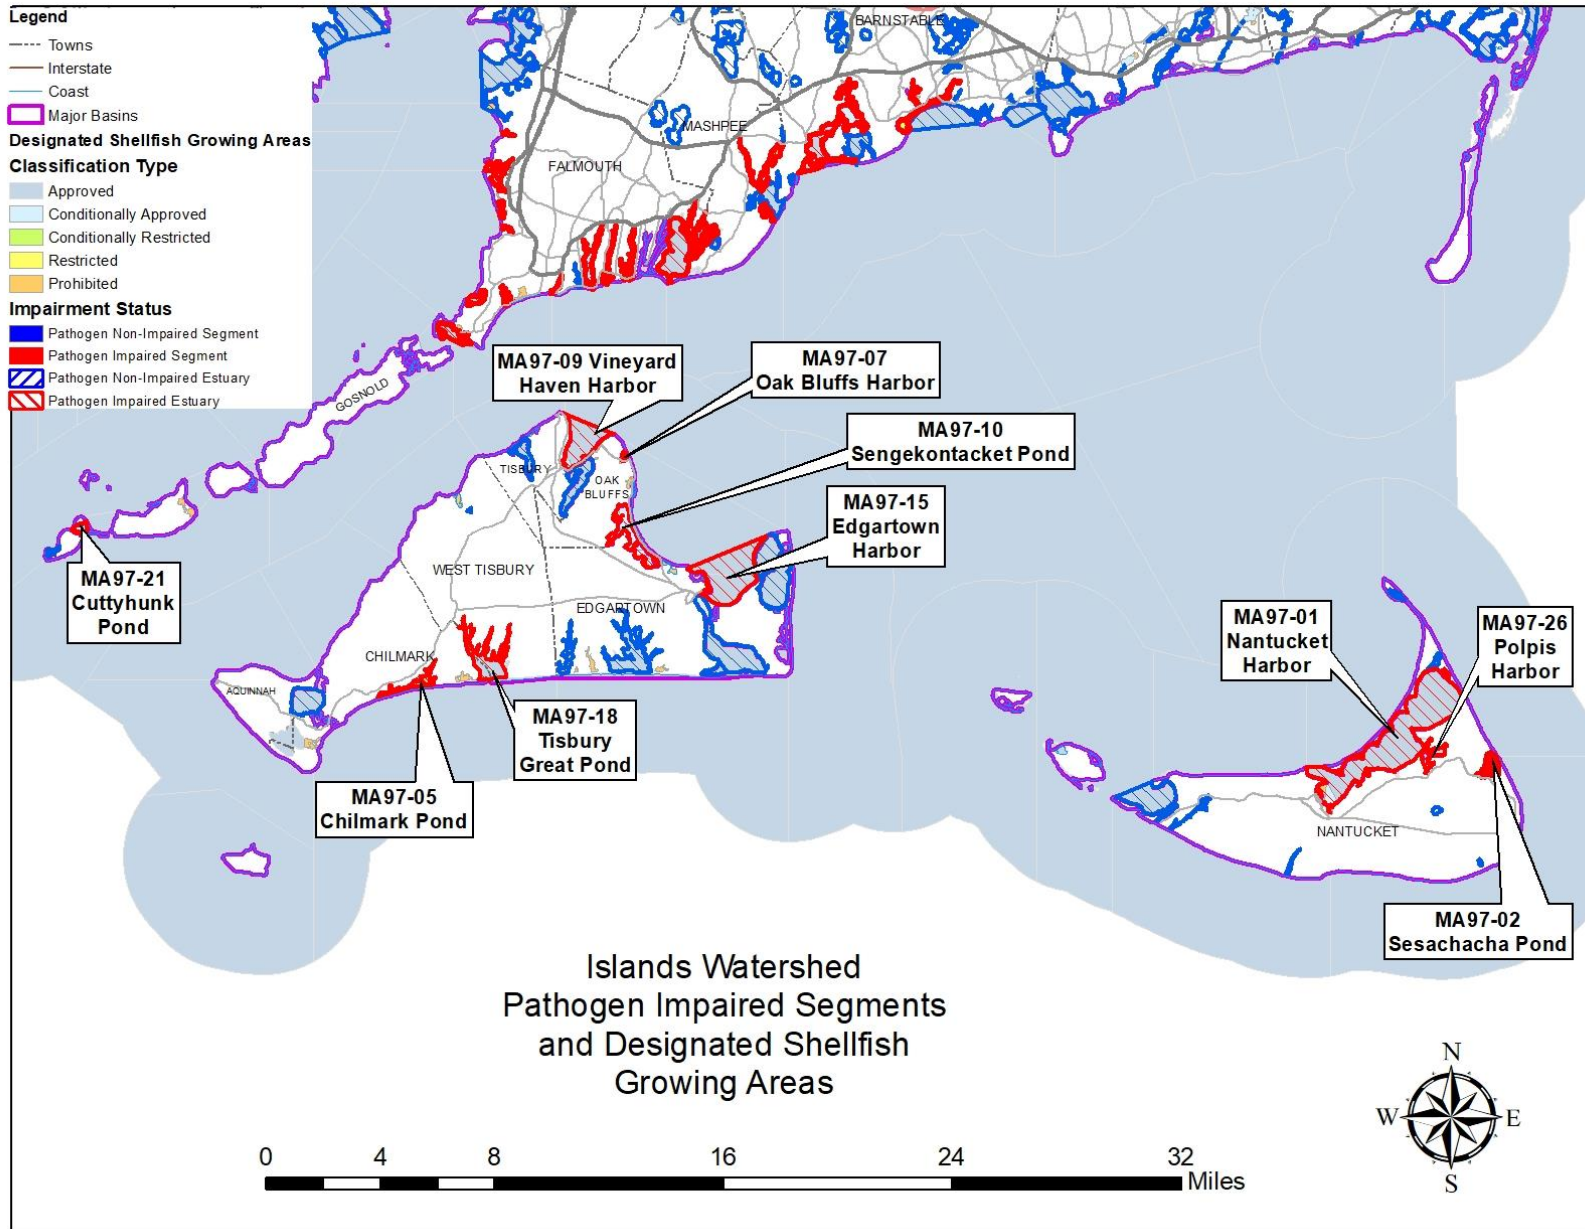 Legend
Towns
Interstate
Coast
Major Basins
Designated Shellfish Growing Areas
Classification Type
Approved
Conditionally Approved
Conditionally Restricted
Restricted
Prohibited
Impairment Status
Pathogen Non-Impaired Segment
Pathogen Impaired Segment
Pathogen Non-Impaired Estuary
Pathogen Impaired Estuary
BARNSTABLE
MASHPEE
FALMOUTH
GOSNOLD
MA97-09 Vineyard
Haven Harbor
MA97-07
Oak Bluffs Harbor
MA97-10
Sengekontacket Pond
MA97-15
Edgartown
Harbor
TISBURY
OAK
BLUFFS
WEST TISBURY
EDGARTOWN
CHILMARK
AQUINNAH
MA97-21
Cuttyhunk
Pond
MA97-18
Tisbury
Great Pond
MA97-05
Chilmark Pond
MA97-01
Nantucket
Harbor
MA97-26
Polpis
Harbor
NANTUCKET
MA97-02
Sesachacha Pond
Islands Watershed
Pathogen Impaired Segments
and Designated Shellfish
Growing Areas
N
W E
S
0 4 8 16 24 32
Miles